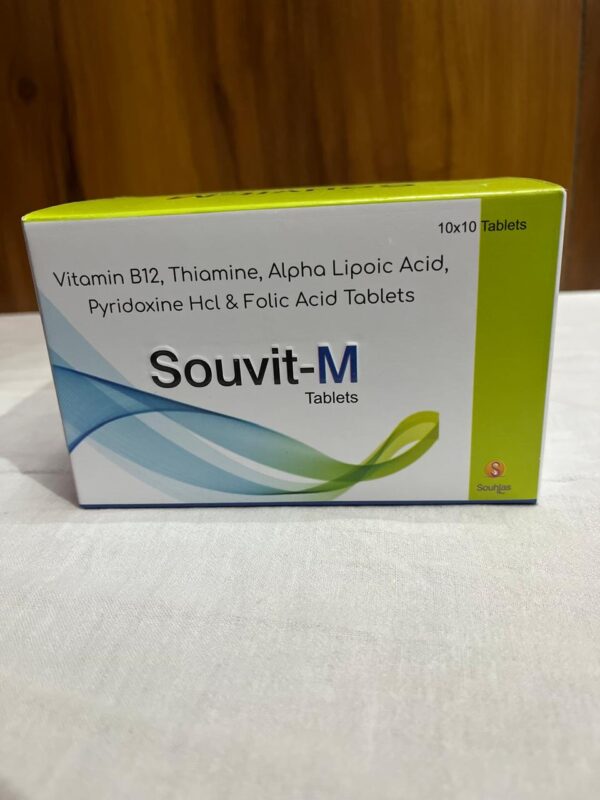 10x10 Tablets
Vitamin B12, Thiamine, Alpha Lipoic Acid,
Pyridoxine Hcl & Folic Acid Tablets
Souvit-M
Tablets
Souhlas